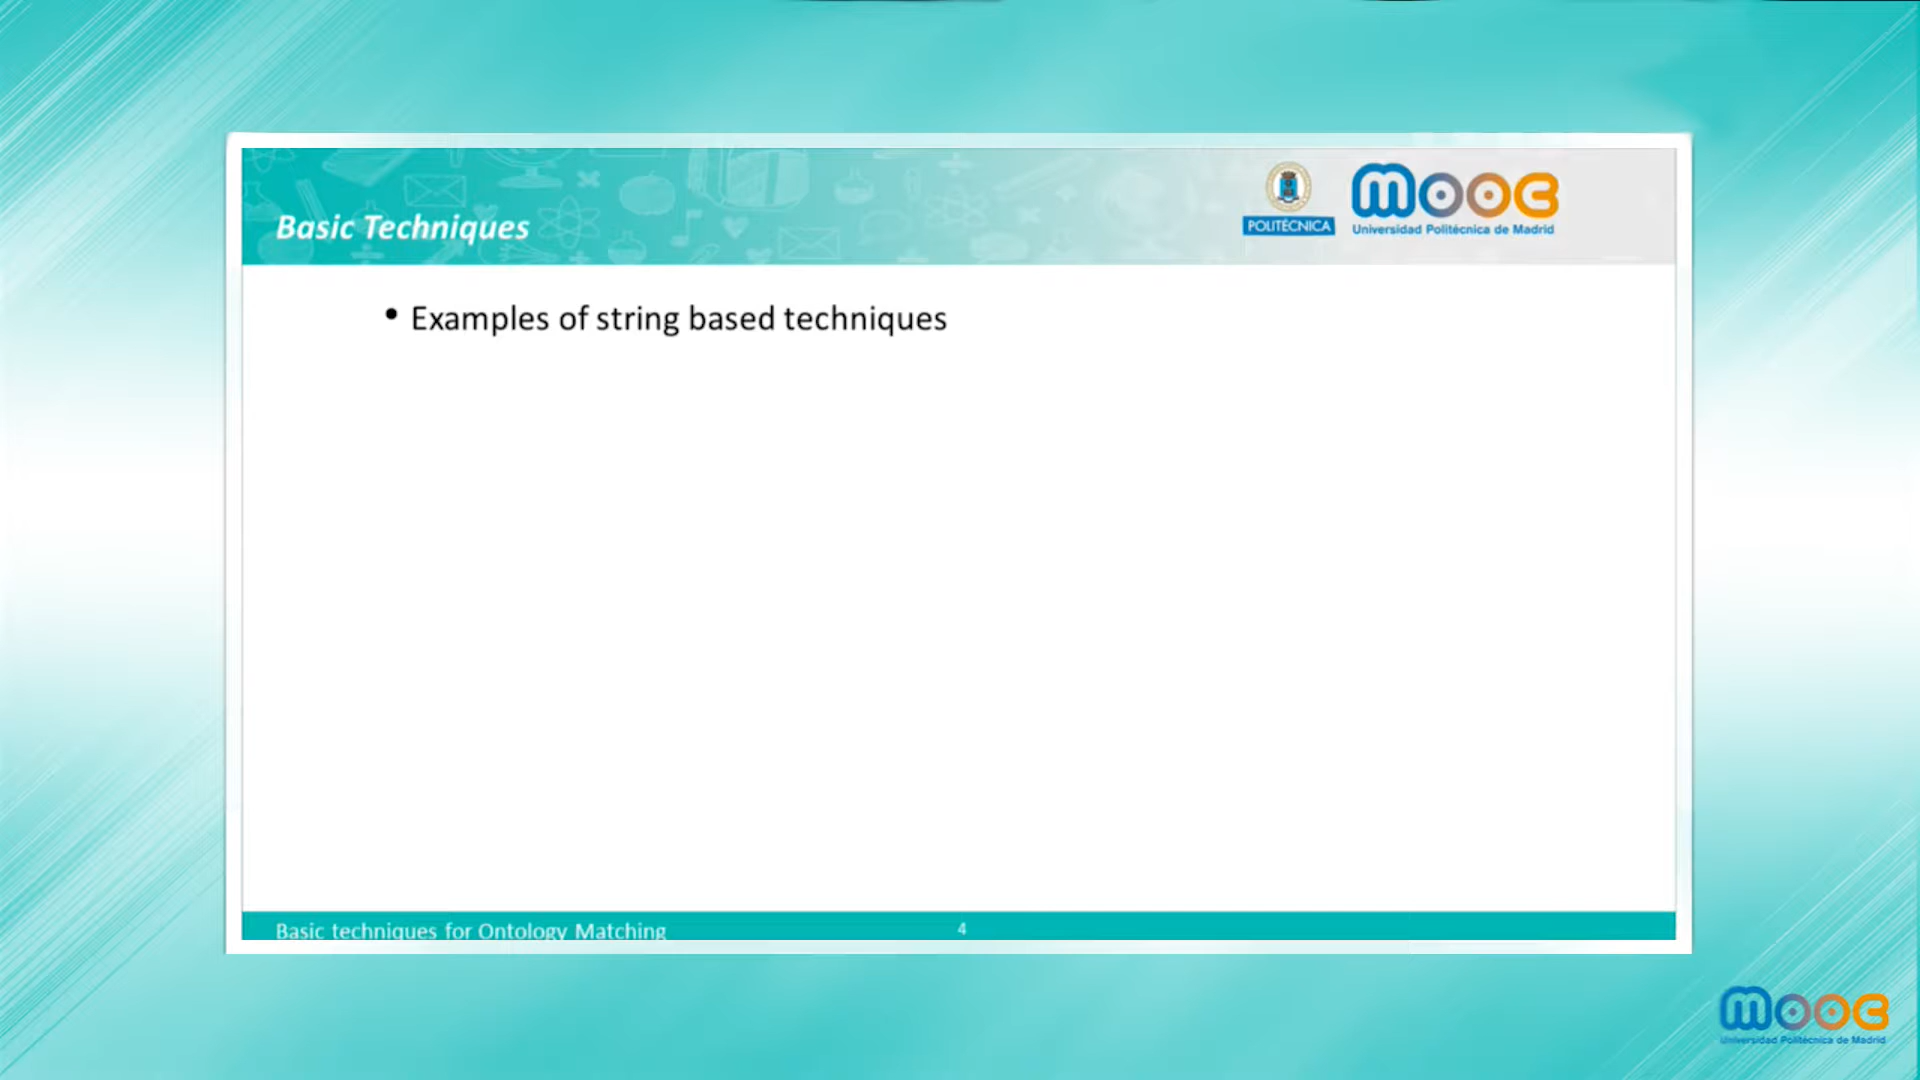 Basic Techniques
POLITÉCNICA
mooc
Universidad Politécnica de Madrid
• Examples of string based techniques
Basic techniques for Ontology Matching
4
mooc
Universidad Politécnica de Madrid